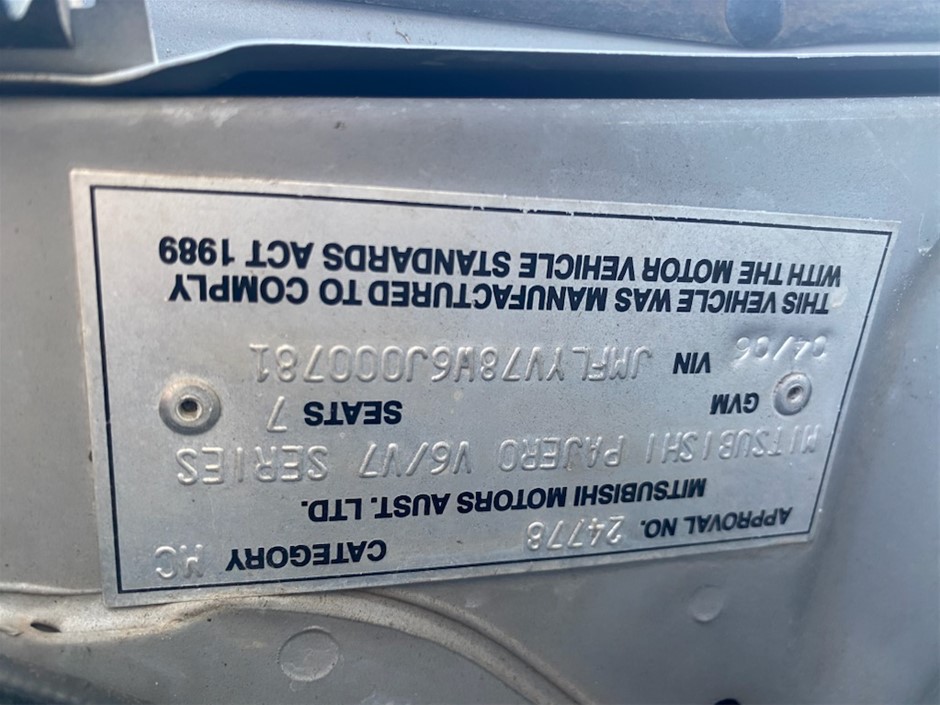 APPROVAL NO. 24778 CATEGORY MC
MITSUBISHI MOTORS AUST. LTD.
MITSUBISHI PAJERO V6/V7 SERIES
GVM SEATS 7
04/06 VIN JMFLYV78W6J000781
THIS VEHICLE WAS MANUFACTURED TO COMPLY
WITH THE MOTOR VEHICLE STANDARDS ACT 1989